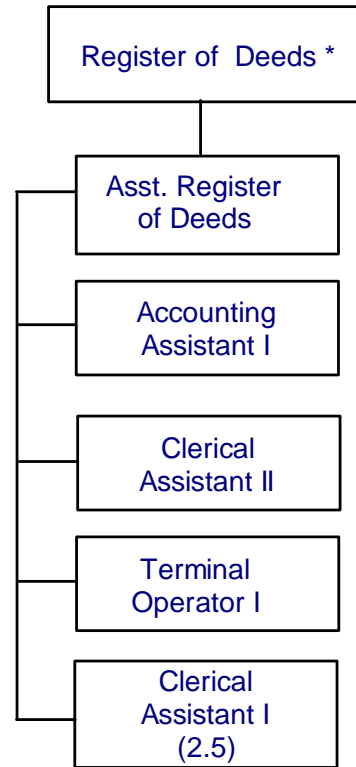 Register of Deeds *
Asst. Register
of Deeds
Accounting
Assistant I
Clerical
Assistant II
Terminal
Operator I
Clerical
Assistant I
(2.5)